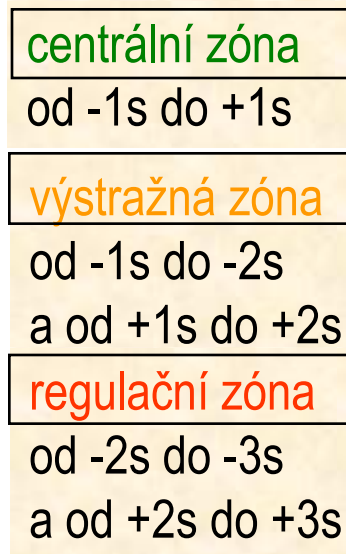 centrální zóna
od -1s do +1s
výstražná zóna
od -1s do -2s
a od +1s do +2s
regulační zóna
od -2s do -3s
a od +2s do +3s